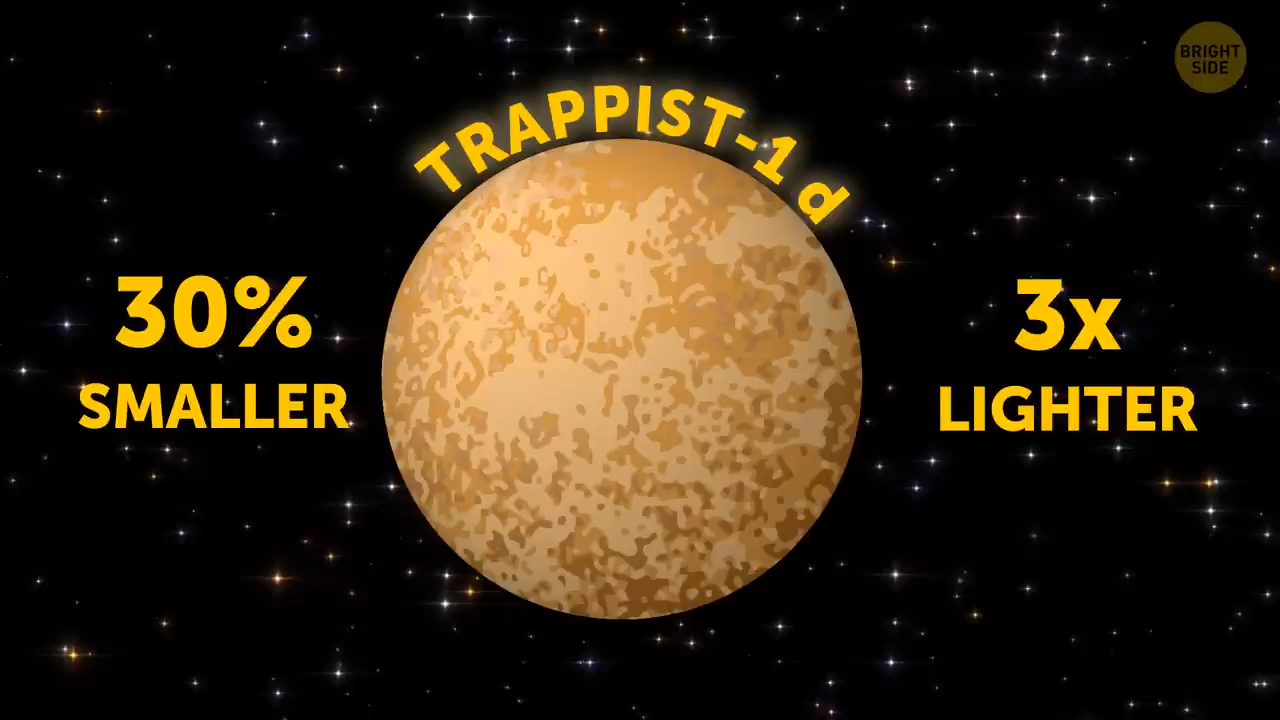 BRIGHT
SIDE
TRAPPIST-1 d
30%
SMALLER
3x
LIGHTER